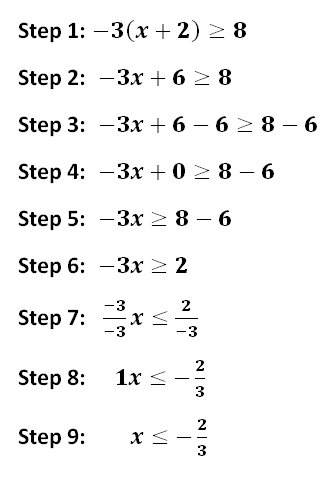 Step 1: −3(x + 2) ≥ 8
Step 2: −3x + 6 ≥ 8
Step 3: −3x + 6 − 6 ≥ 8 − 6
Step 4: −3x + 0 ≥ 8 − 6
Step 5: −3x ≥ 8 − 6
Step 6: −3x ≥ 2
Step 7: −3/−3 x ≤ 2/−3
Step 8: 1x ≤ −2/3
Step 9: x ≤ −2/3